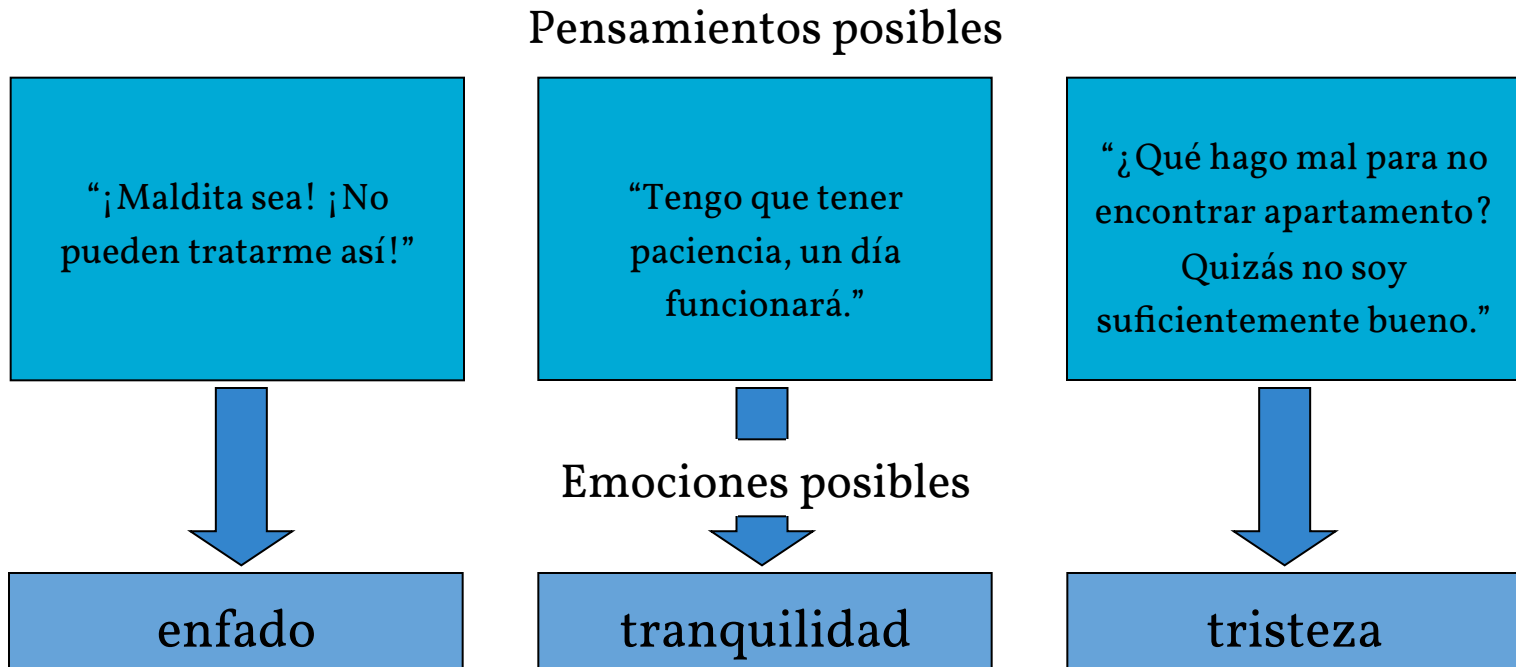 Pensamientos posibles
“¡Maldita sea! ¡No
pueden tratarme así!”
“Tengo que tener
paciencia, un día
funcionará.”
“¿Qué hago mal para no
encontrar apartamento?
Quizás no soy
suficientemente bueno.”
Emociones posibles
enfado
tranquilidad
tristeza